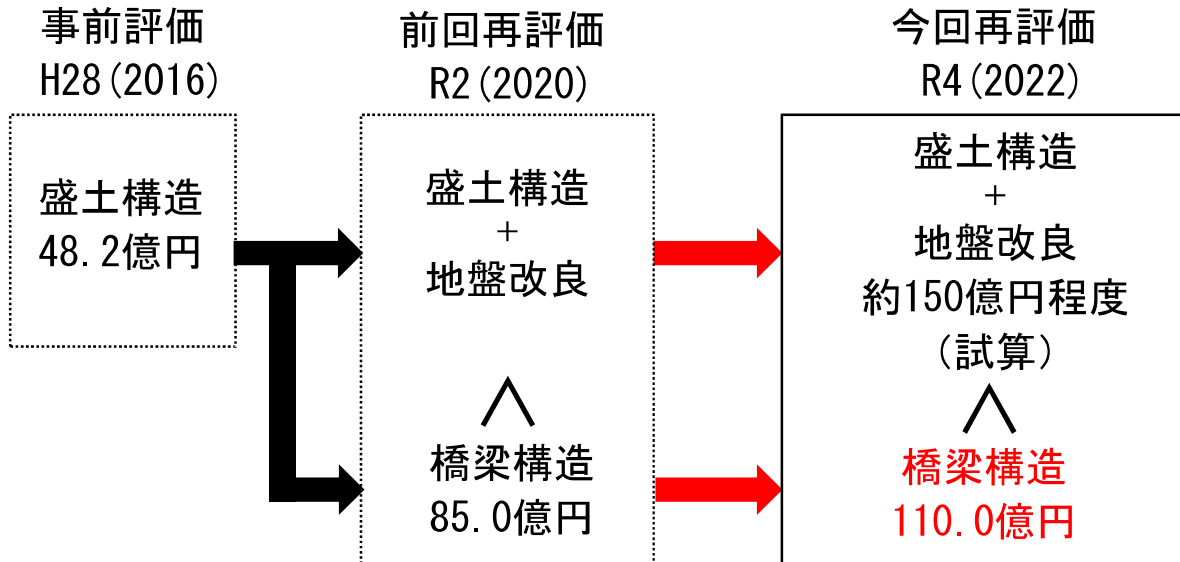 事前評価
H28(2016)
盛土構造
48.2億円
前回再評価
R2(2020)
盛土構造
+
地盤改良
橋梁構造
85.0億円
今回再評価
R4(2022)
盛土構造
+
地盤改良
約150億円程度
(試算)
橋梁構造
110.0億円